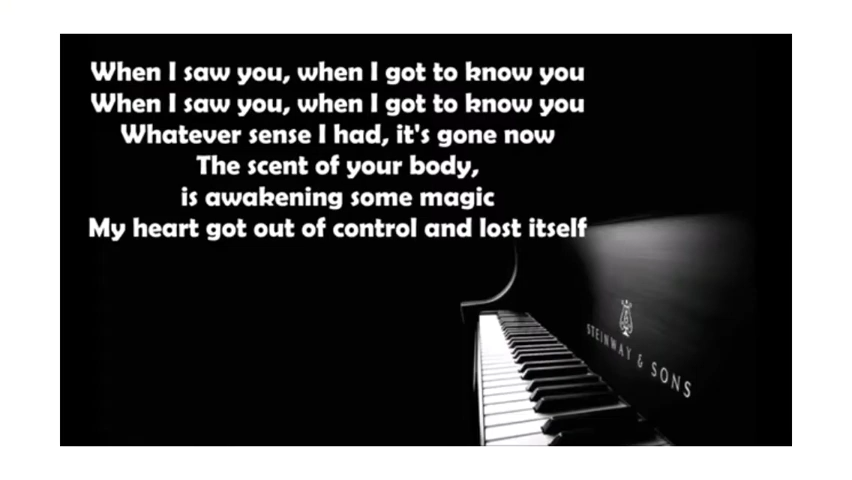 When I saw you, when I got to know you
When I saw you, when I got to know you
Whatever sense I had, it's gone now
The scent of your body,
is awakening some magic
My heart got out of control and lost itself
STEINWAY & SONS